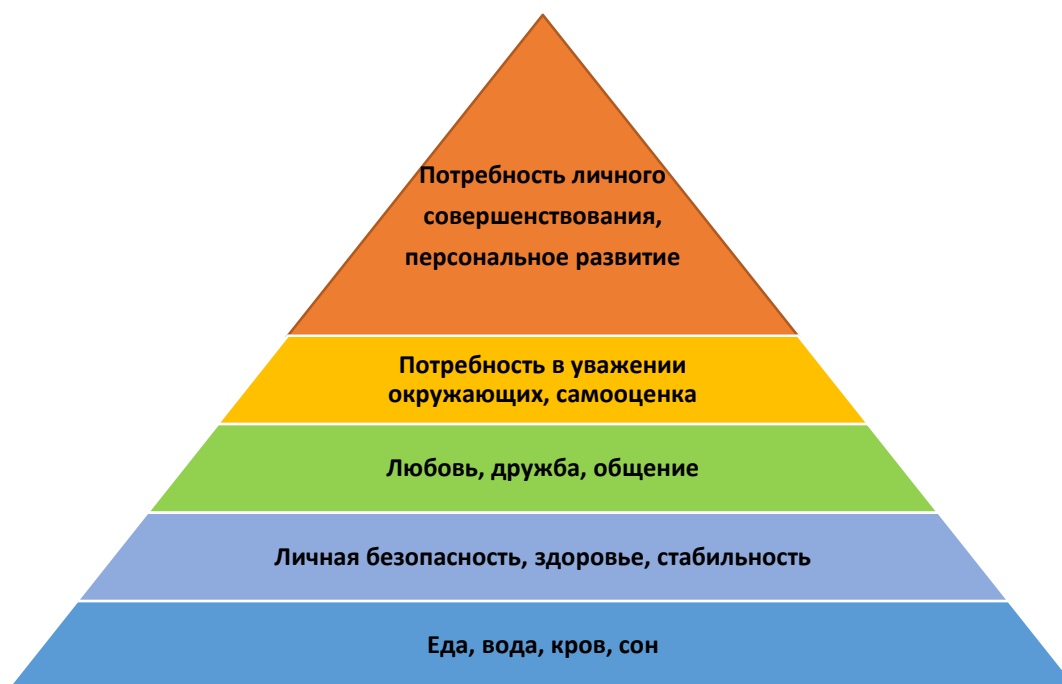 Потребность личного
совершенствования,
персональное развитие
Потребность в уважении
окружающих, самооценка
Любовь, дружба, общение
Личная безопасность, здоровье, стабильность
Еда, вода, кров, сон